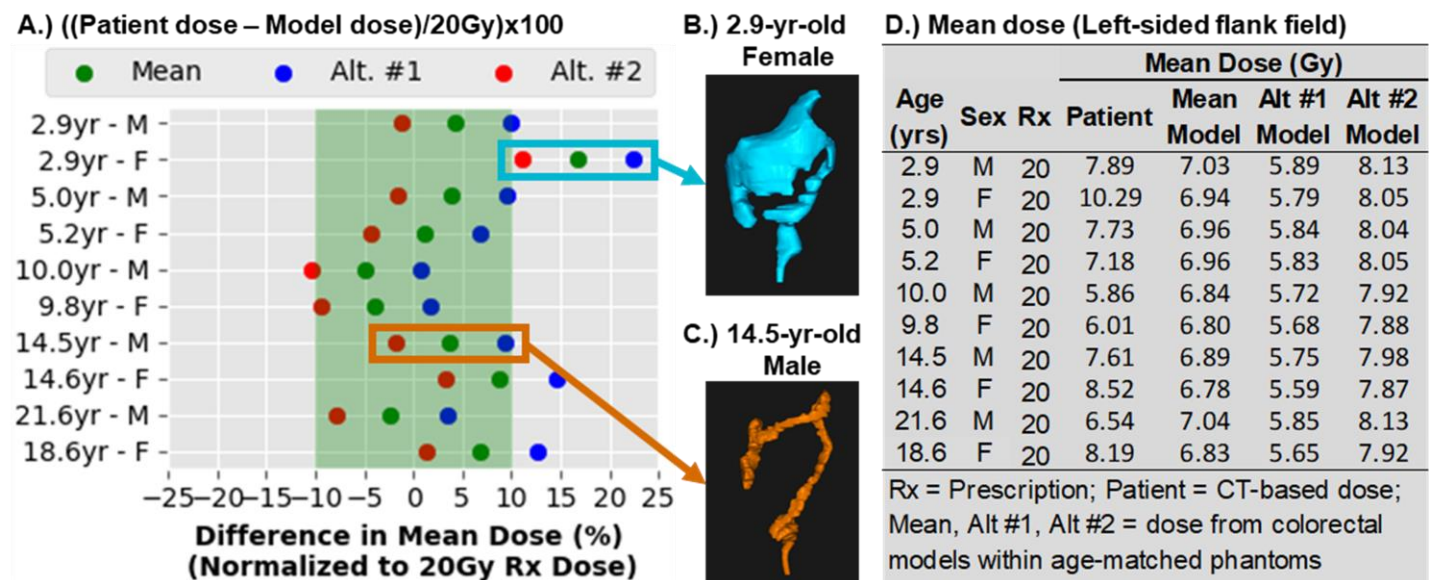 A.) ((Patient dose – Model dose)/20Gy)x100
Mean Alt. #1 Alt. #2
2.9yr - M
2.9yr - F
5.0yr - M
5.2yr - F
10.0yr - M
9.8yr - F
14.5yr - M
14.6yr - F
21.6yr - M
18.6yr - F
−25 −20 −15 −10 −5 0 5 10 15 20 25
Difference in Mean Dose (%)
(Normalized to 20Gy Rx Dose)
B.) 2.9-yr-old
Female
C.) 14.5-yr-old
Male
D.) Mean dose (Left-sided flank field)
Mean Dose (Gy)
Age (yrs) Sex Rx Patient Mean Model Alt #1 Model Alt #2 Model
2.9 M 20 7.89 7.03 5.89 8.13
2.9 F 20 10.29 6.94 5.79 8.05
5.0 M 20 7.73 6.96 5.84 8.04
5.2 F 20 7.18 6.96 5.83 8.05
10.0 M 20 5.86 6.84 5.72 7.92
9.8 F 20 6.01 6.80 5.68 7.88
14.5 M 20 7.61 6.89 5.75 7.98
14.6 F 20 8.52 6.78 5.59 7.87
21.6 M 20 6.54 7.04 5.85 8.13
18.6 F 20 8.19 6.83 5.65 7.92
Rx = Prescription; Patient = CT-based dose;
Mean, Alt #1, Alt #2 = dose from colorectal
models within age-matched phantoms